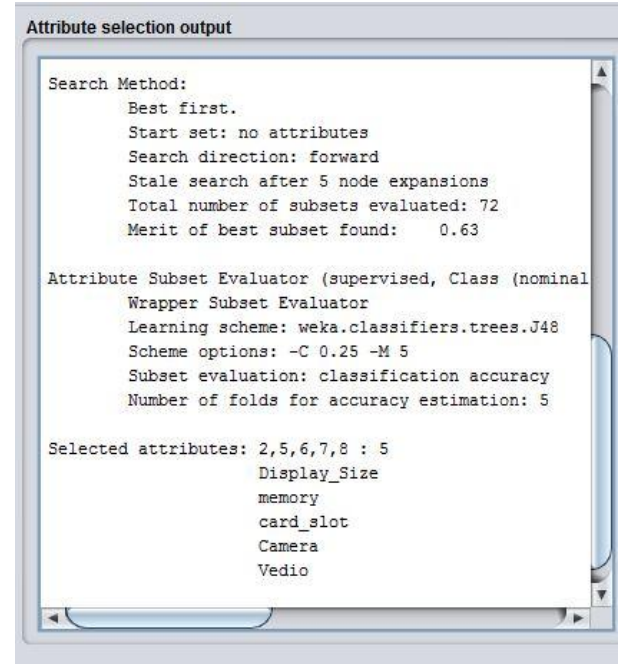 Attribute selection output
Search Method:
Best first.
Start set: no attributes
Search direction: forward
Stale search after 5 node expansions
Total number of subsets evaluated: 72
Merit of best subset found: 0.63
Attribute Subset Evaluator (supervised, Class (nominal
Wrapper Subset Evaluator
Learning scheme: weka.classifiers.trees.J48
Scheme options: -C 0.25 -M 5
Subset evaluation: classification accuracy
Number of folds for accuracy estimation: 5
Selected attributes: 2,5,6,7,8 : 5
Display_Size
memory
card_slot
Camera
Vedio